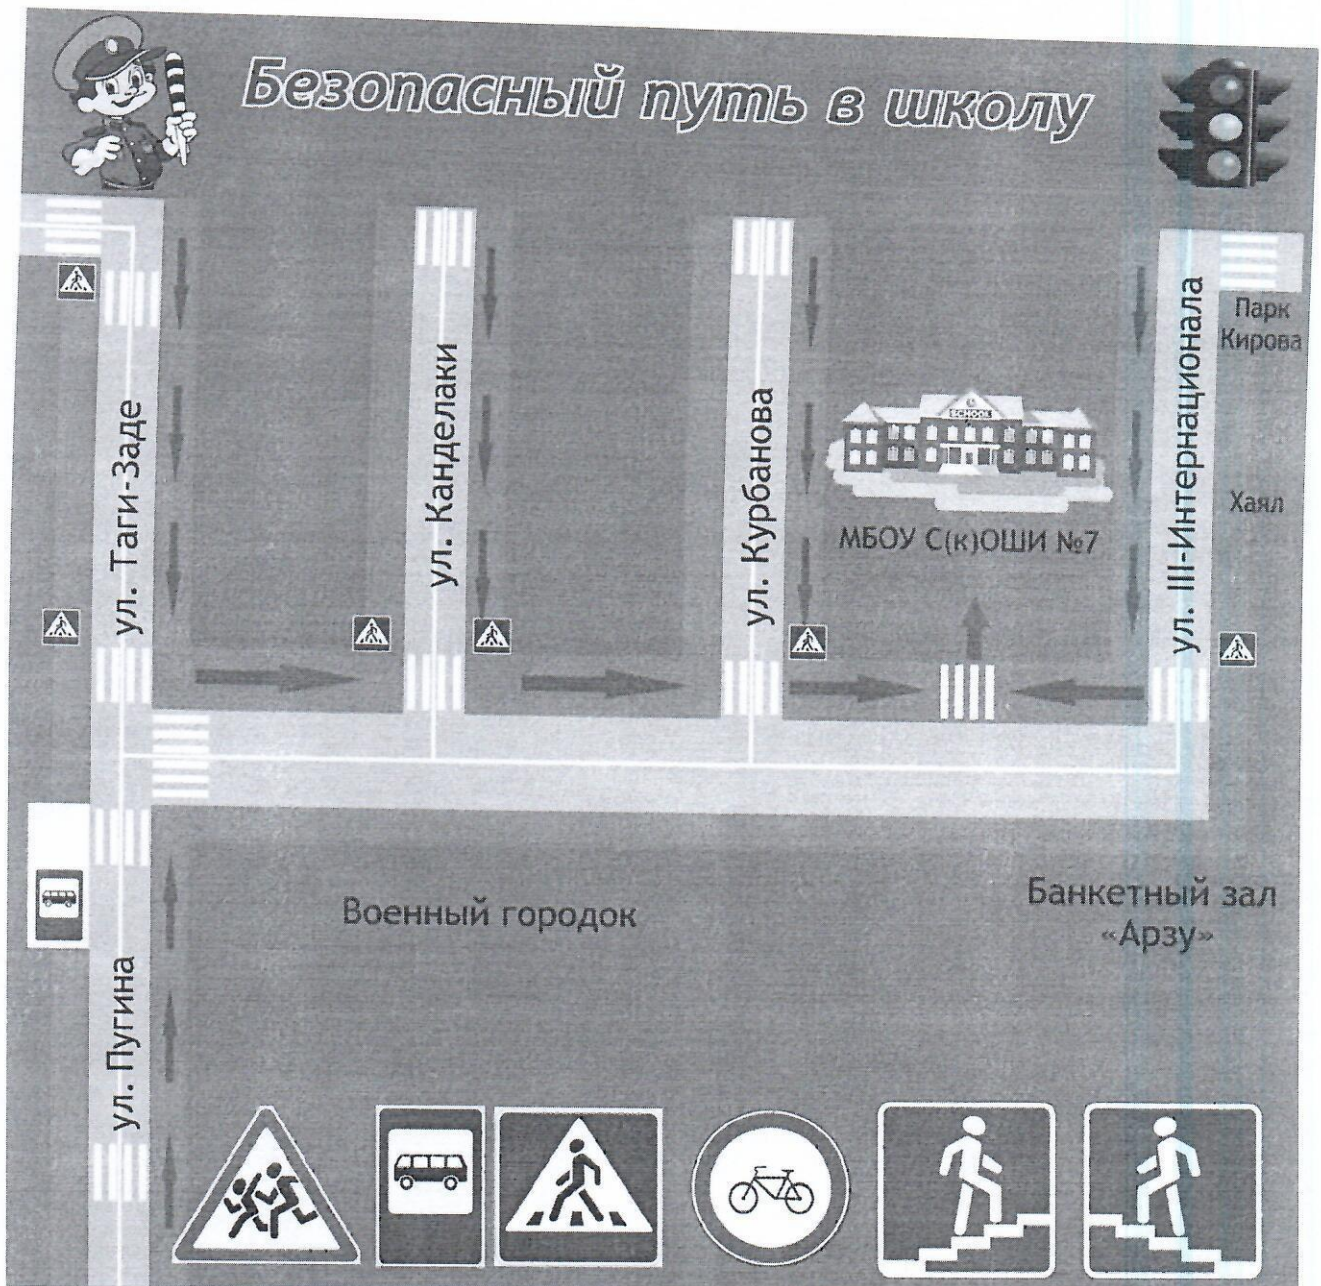 Безопасный путь в школу
ул. Таги-Заде
ул. Канделаки
ул. Курбанова
ул. III-Интернационала
Парк
Кирова
SCHOOL
МБОУ С(к)ОШИ №7
Хаял
Военный городок
Банкетный зал
«Арзу»
ул. Пугина